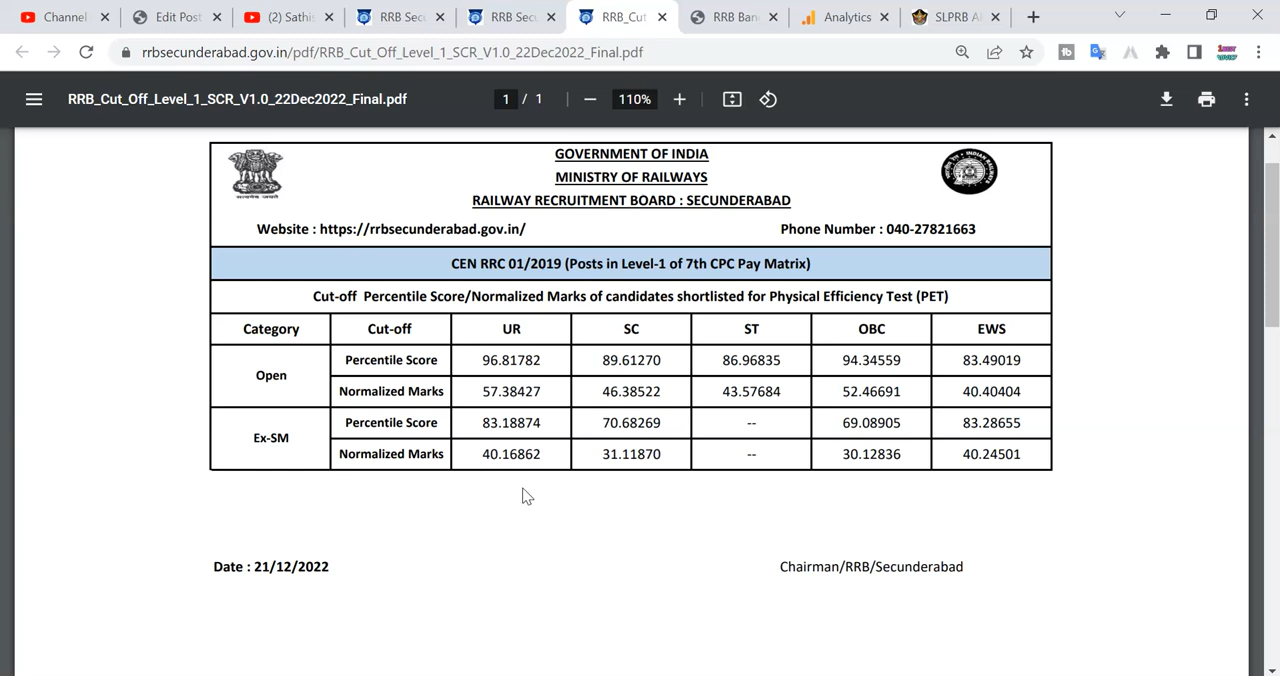 Channel
Edit Post
(2) Sathis
RRB Sec
RRB Sec
RRB_Cut
RRB Ban
Analytics
SLPRB A
rrbsecunderabad.gov.in/pdf/RRB_Cut_Off_Level_1_SCR_V1.0_22Dec2022_Final.pdf
RRB_Cut_Off_Level_1_SCR_V1.0_22Dec2022_Final.pdf
1 / 1
110%
GOVERNMENT OF INDIA
MINISTRY OF RAILWAYS
RAILWAY RECRUITMENT BOARD : SECUNDERABAD
Website : https://rrbsecunderabad.gov.in/ Phone Number : 040-27821663
CEN RRC 01/2019 (Posts in Level-1 of 7th CPC Pay Matrix)
Cut-off Percentile Score/Normalized Marks of candidates shortlisted for Physical Efficiency Test (PET)
Category Cut-off UR SC ST OBC EWS
Open
Percentile Score 96.81782 89.61270 86.96835 94.34559 83.49019
Normalized Marks 57.38427 46.38522 43.57684 52.46691 40.40404
Ex-SM
Percentile Score 83.18874 70.68269 -- 69.08905 83.28655
Normalized Marks 40.16862 31.11870 -- 30.12836 40.24501
Date : 21/12/2022 Chairman/RRB/Secunderabad